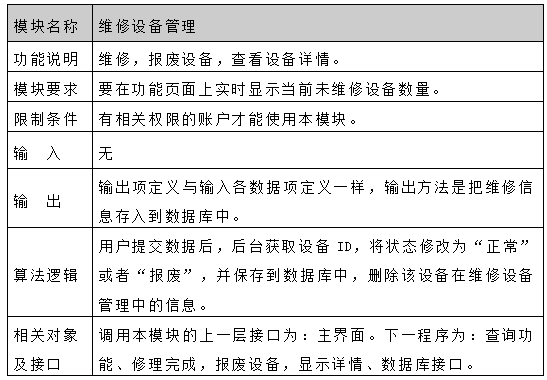 模块名称 维修设备管理
功能说明 维修，报废设备，查看设备详情。
模块要求 要在功能页面上实时显示当前未维修设备数量。
限制条件 有相关权限的账户才能使用本模块。
输 入 无
输 出 输出项定义与输入各数据项定义一样，输出方法是把维修信
息存入到数据库中。
用户提交数据后，后台获取设备 ID，将状态修改为“正常”
算法逻辑 或者“报废”，并保存到数据库中，删除该设备在维修设备
管理中的信息。
相关对象 调用本模块的上一层接口为：主界面。下一程序为：查询功
及接口 能、修理完成，报废设备，显示详情、数据库接口。